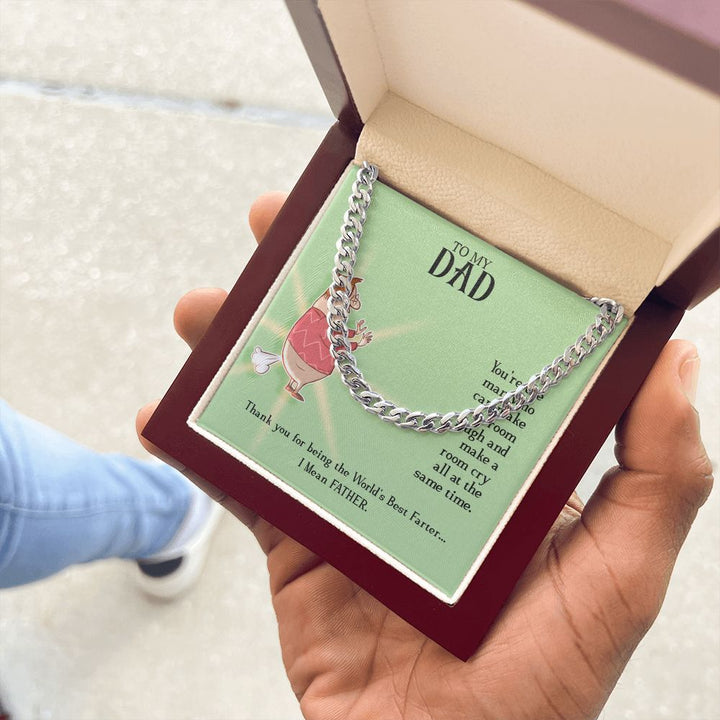 TO MY
DAD
You're
room
and
make a
room cry
all at the
same time.
Thank you for being the World's Best Farter...
I Mean FATHER.